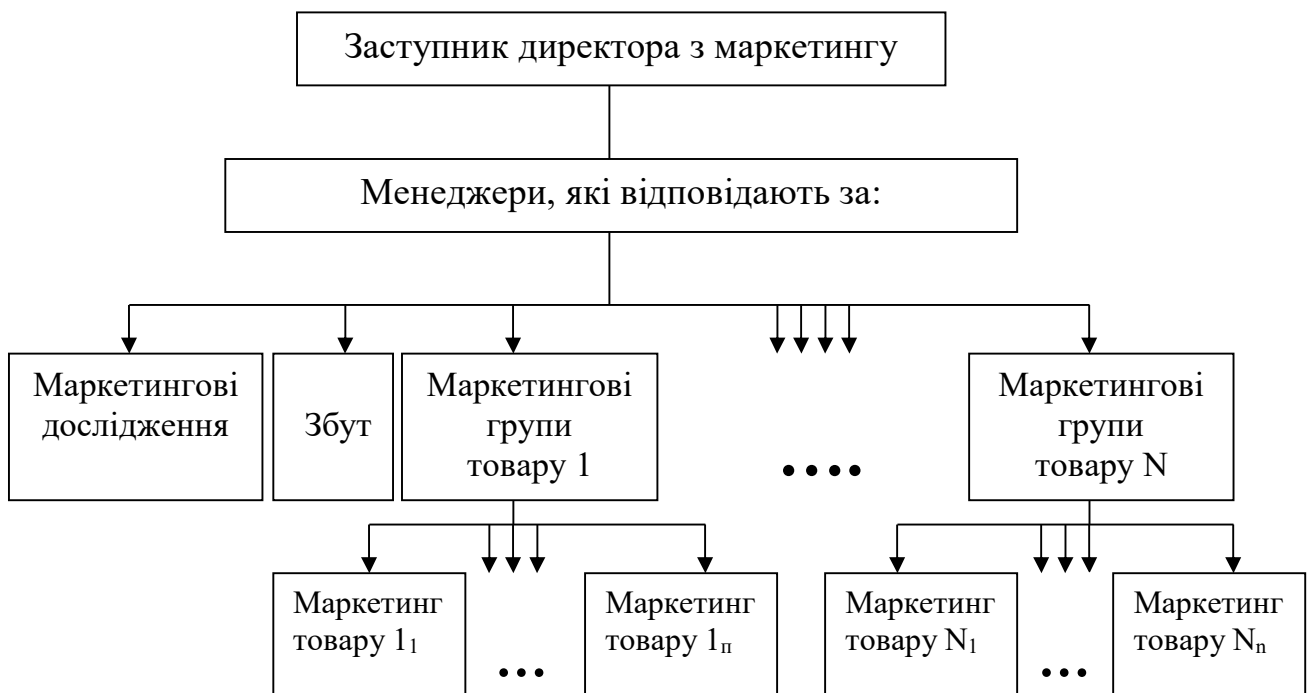 Заступник директора з маркетингу
Менеджери, які відповідають за:
Маркетингові
дослідження
Збут
Маркетингові
групи
товару 1
....
Маркетингові
групи
товару N
Маркетинг
товару 1₁
...
Маркетинг
товару 1п
Маркетинг
товару N₁
...
Маркетинг
товару Nₙ